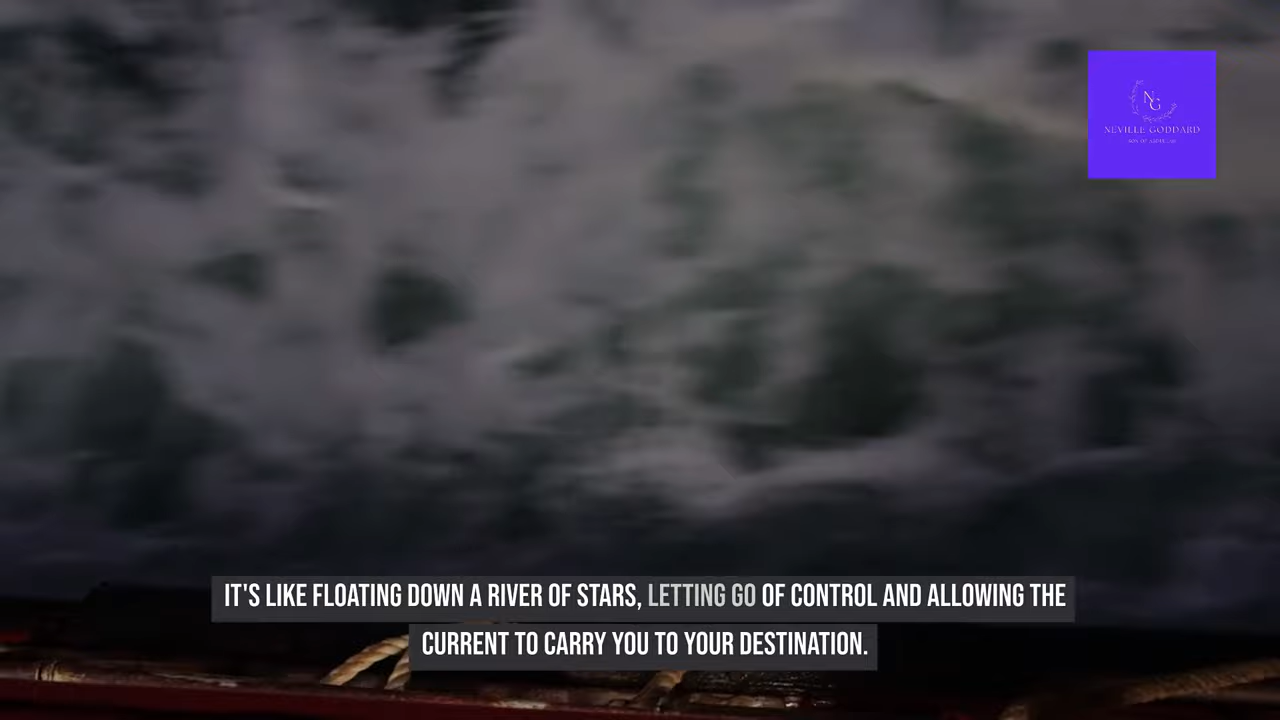 NG
NEVILLE GODDARD
IT'S LIKE FLOATING DOWN A RIVER OF STARS, LETTING GO OF CONTROL AND ALLOWING THE
CURRENT TO CARRY YOU TO YOUR DESTINATION.